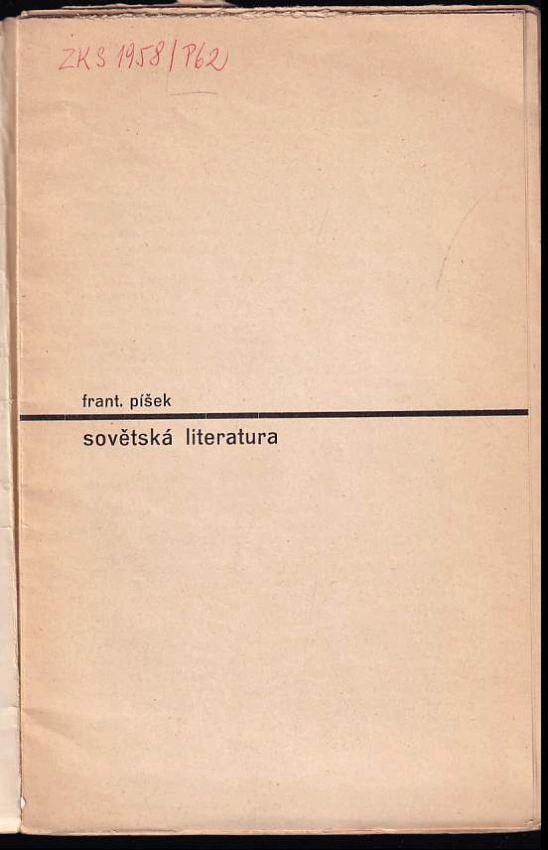 ZKS 1958/P62
frant. píšek
sovětská literatura